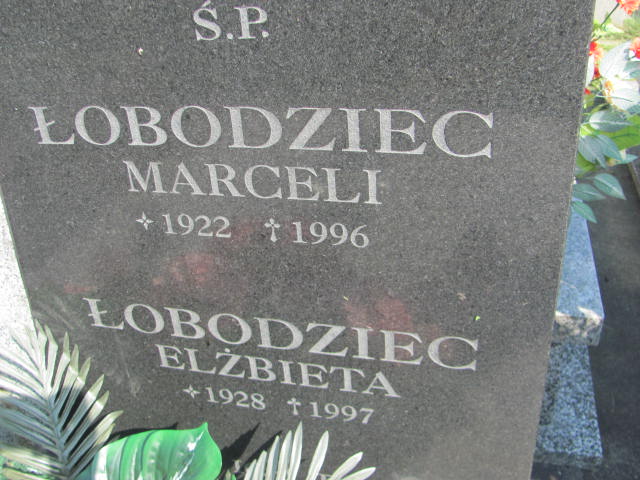 Ś.P.
ŁOBODZIEC
MARCELI
✧ 1922 † 1996
ŁOBODZIEC
ELŻBIETA
✧ 1928 † 1997